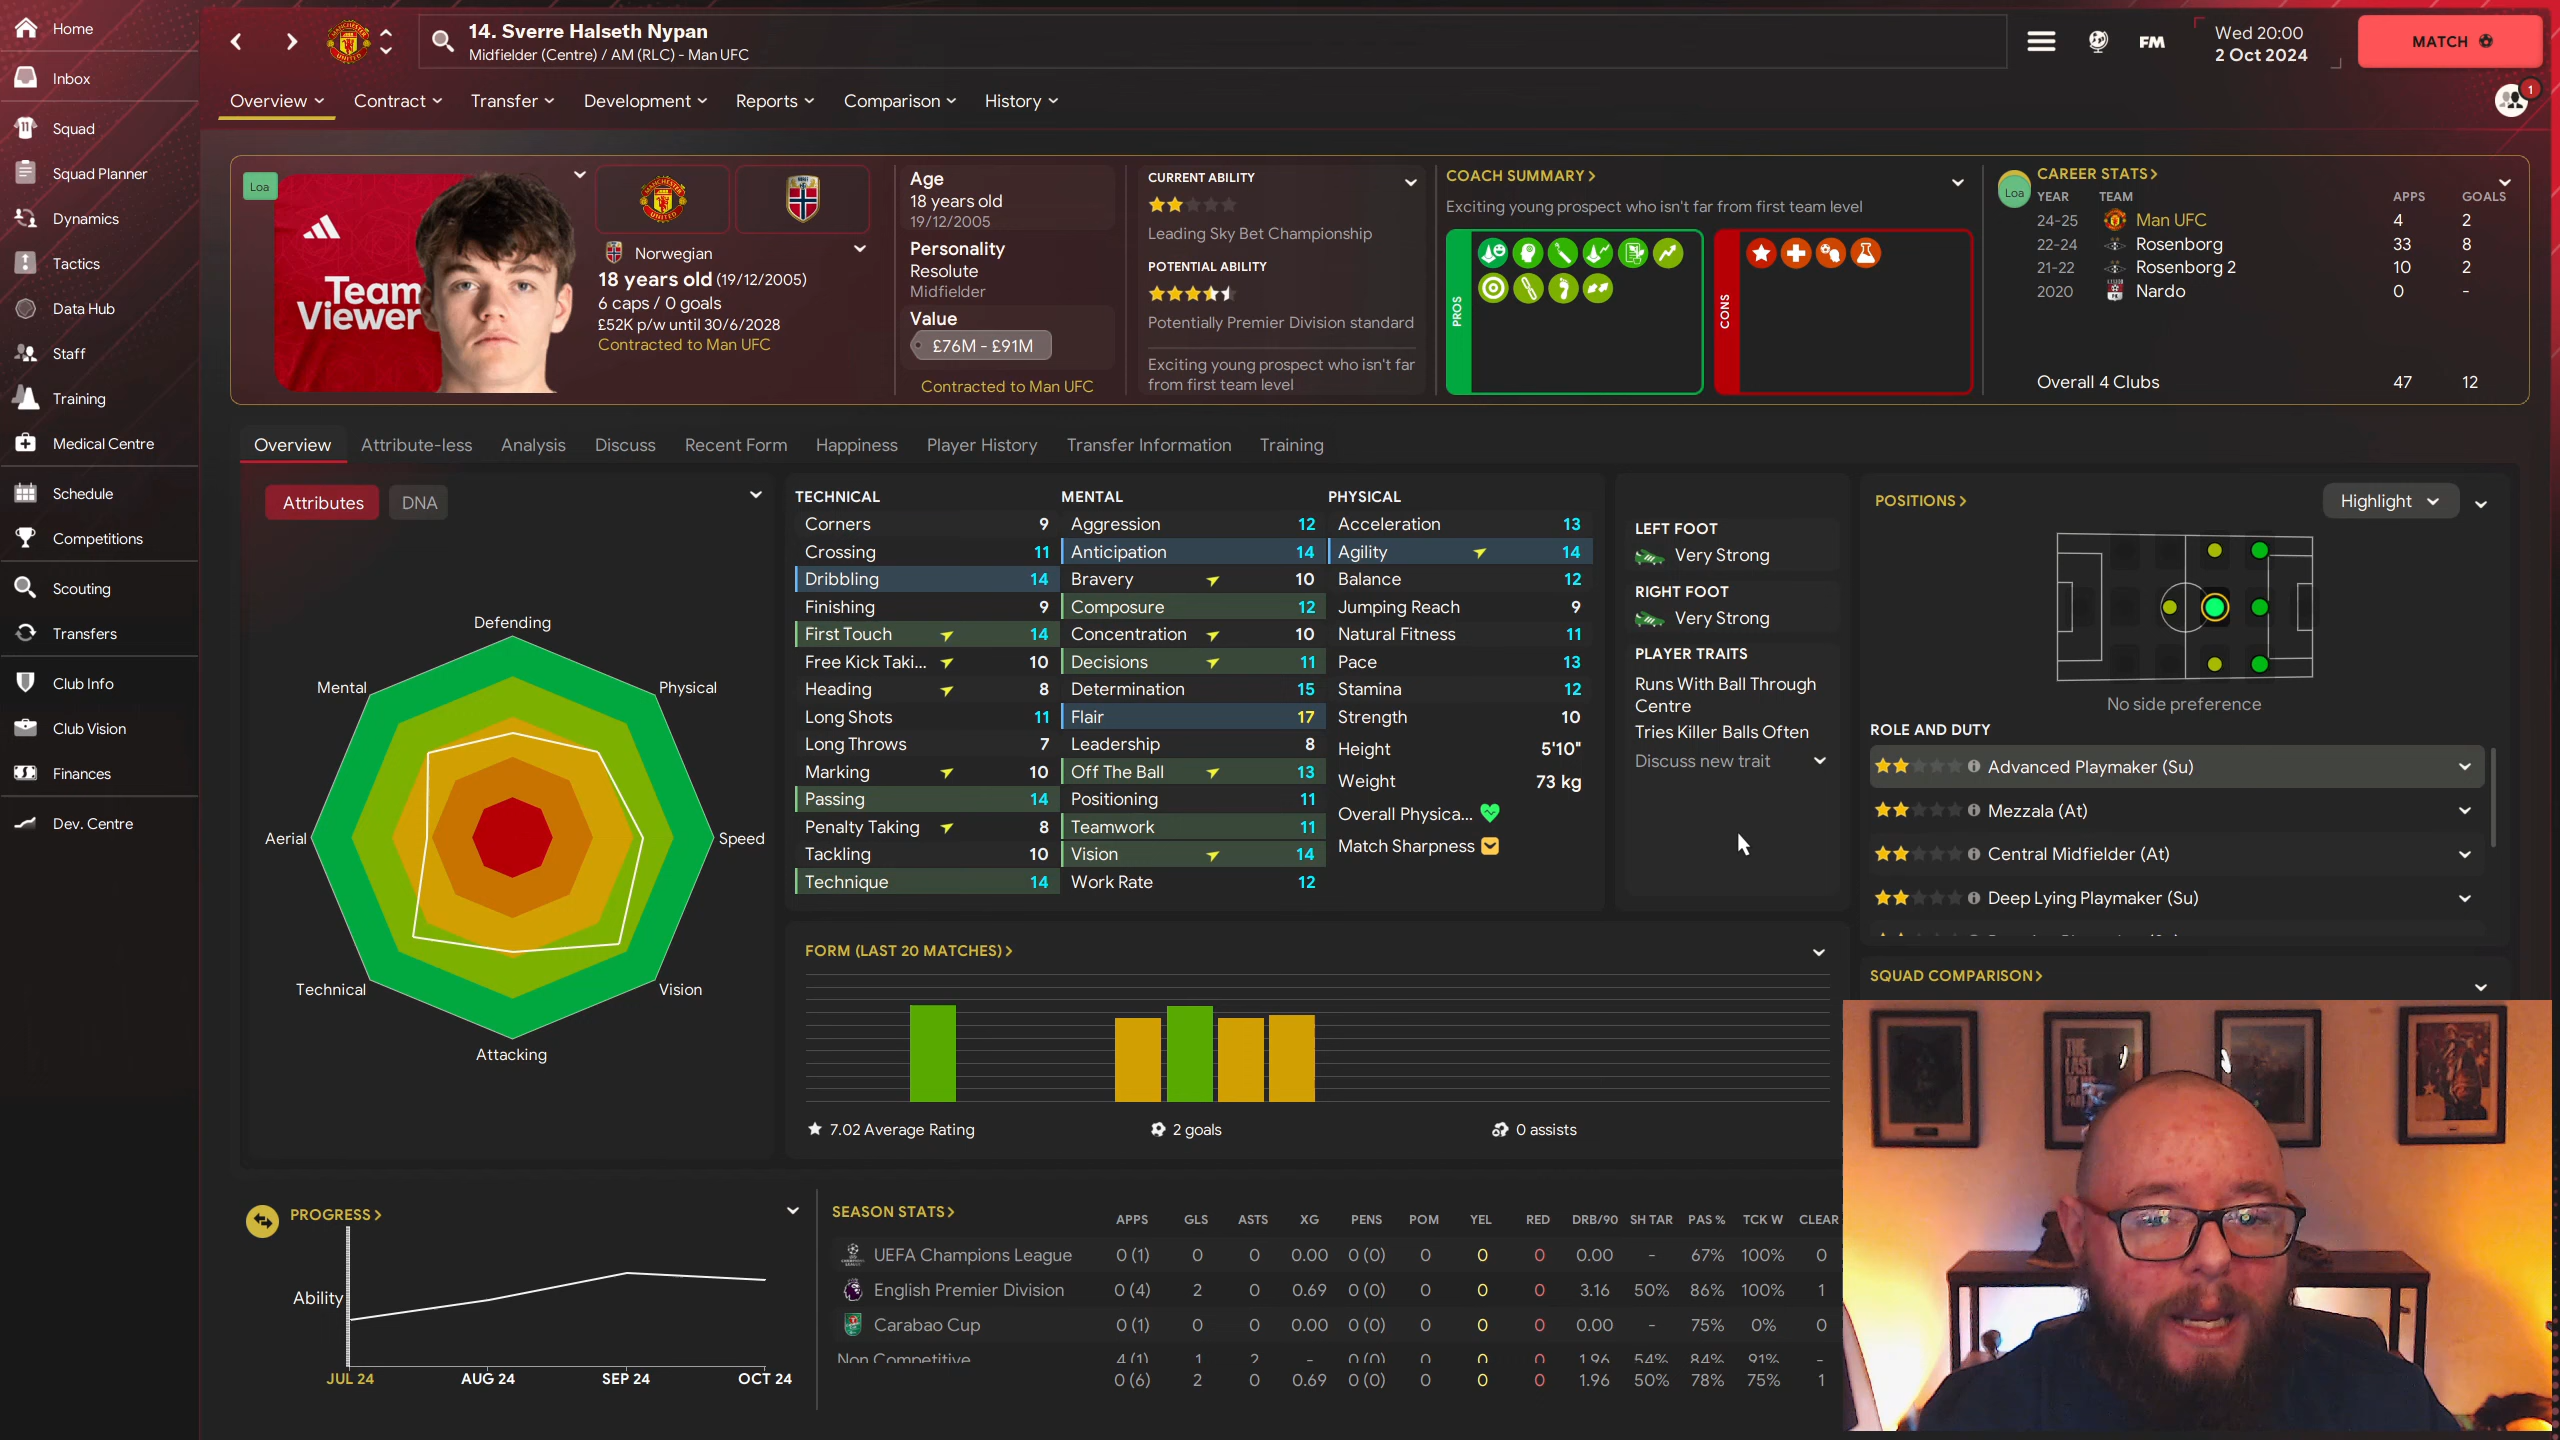 Home
Inbox
Squad
Squad Planner
Dynamics
Tactics
Data Hub
Staff
Training
Medical Centre
Schedule
Competitions
Scouting
Transfers
Club Info
Club Vision
Finances
Dev. Centre
14. Sverre Halseth Nypan
Midfielder (Centre) / AM (RLC) - Man UFC
FM
Wed 20:00
2 Oct 2024
MATCH
1
Overview
Contract
Transfer
Development
Reports
Comparison
History
Loa
Team
Viewer
Norwegian
18 years old (19/12/2005)
6 caps / 0 goals
£52K p/w until 30/6/2028
Contracted to Man UFC
Age
18 years old
19/12/2005
Personality
Resolute
Midfielder
Value
£76M - £91M
Contracted to Man UFC
CURRENT ABILITY
Leading Sky Bet Championship
POTENTIAL ABILITY
Potentially Premier Division standard
Exciting young prospect who isn't far
from first team level
COACH SUMMARY >
Exciting young prospect who isn't far from first team level
PROS
CONS
Loa
CAREER STATS >
YEAR TEAM APPS GOALS
24-25 Man UFC 4 2
22-24 Rosenborg 33 8
21-22 Rosenborg 2 10 2
2020 Nardo 0 -
Overall 4 Clubs 47 12
Overview Attribute-less Analysis Discuss Recent Form Happiness Player History Transfer Information Training
Attributes DNA
Defending
Physical
Speed
Vision
Attacking
Technical
Aerial
Mental
TECHNICAL
Corners 9
Crossing 11
Dribbling 14
Finishing 9
First Touch 14
Free Kick Taki... 10
Heading 8
Long Shots 11
Long Throws 7
Marking 10
Passing 14
Penalty Taking 8
Tackling 10
Technique 14
MENTAL
Aggression 12
Anticipation 14
Bravery 10
Composure 12
Concentration 10
Decisions 11
Determination 15
Flair 17
Leadership 8
Off The Ball 13
Positioning 11
Teamwork 11
Vision 14
Work Rate 12
PHYSICAL
Acceleration 13
Agility 14
Balance 12
Jumping Reach 9
Natural Fitness 11
Pace 13
Stamina 12
Strength 10
Height 5'10"
Weight 73 kg
Overall Physica...
Match Sharpness
LEFT FOOT
Very Strong
RIGHT FOOT
Very Strong
PLAYER TRAITS
Runs With Ball Through
Centre
Tries Killer Balls Often
Discuss new trait
POSITIONS >
Highlight
No side preference
ROLE AND DUTY
Advanced Playmaker (Su)
Mezzala (At)
Central Midfielder (At)
Deep Lying Playmaker (Su)
SQUAD COMPARISON >
FORM (LAST 20 MATCHES) >
7.02 Average Rating
2 goals
0 assists
PROGRESS >
Ability
JUL 24 AUG 24 SEP 24 OCT 24
SEASON STATS > APPS GLS ASTS XG PENS POM YEL RED DRB/90 SH TAR PAS % TCK W CLEAR
UEFA Champions League 0 (1) 0 0 0.00 0 (0) 0 0 0 0.00 - 67% 100% 0
English Premier Division 0 (4) 2 0 0.69 0 (0) 0 0 0 3.16 50% 86% 100% 1
Carabao Cup 0 (1) 0 0 0.00 0 (0) 0 0 0 0.00 - 75% 0% 0
Non Competitive 4 (1) 1 2 - 0 (0) 0 0 0 1.96 54% 84% 91% -
0 (6) 2 0 0.69 0 (0) 0 0 0 1.96 50% 78% 75% 1
THE
LAST
OF